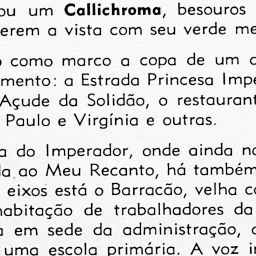 ou um Callichroma, besouros
erem a vista com seu verde me
o como marco a copa de um c
mento: a Estrada Princesa Impe
Açude da Solidão, o restaurant
Paulo e Virgínia e outras.
a do Imperador, onde ainda na
da ao Meu Recanto, há também
eixos está o Barracão, velha c
habitação de trabalhadores da
a em sede da administração, c
uma escola primária. A voz i